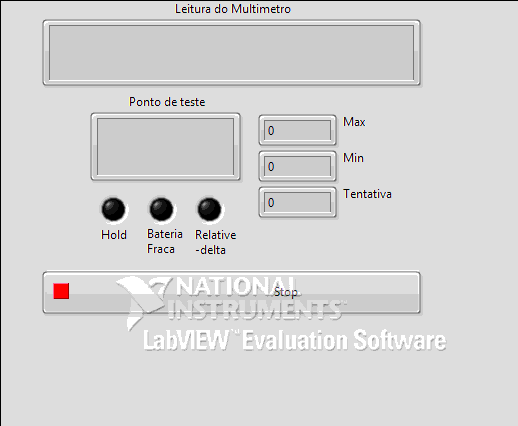 Leitura do Multimetro
Ponto de teste
0
Max
0
Min
0
Tentativa
Hold
Bateria
Fraca
Relative
-delta
Stop
NATIONAL
INSTRUMENTS™
LabVIEW™ Evaluation Software